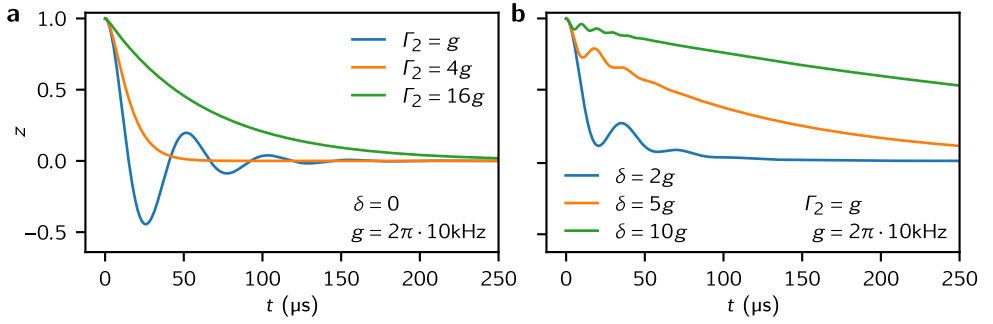 a
1.0
0.5
0.0
−0.5
z
Γ₂ = g
Γ₂ = 4g
Γ₂ = 16g
δ = 0
g = 2π · 10kHz
0 50 100 150 200 250
t (μs)
b
δ = 2g
δ = 5g
δ = 10g
Γ₂ = g
g = 2π · 10kHz
0 50 100 150 200 250
t (μs)